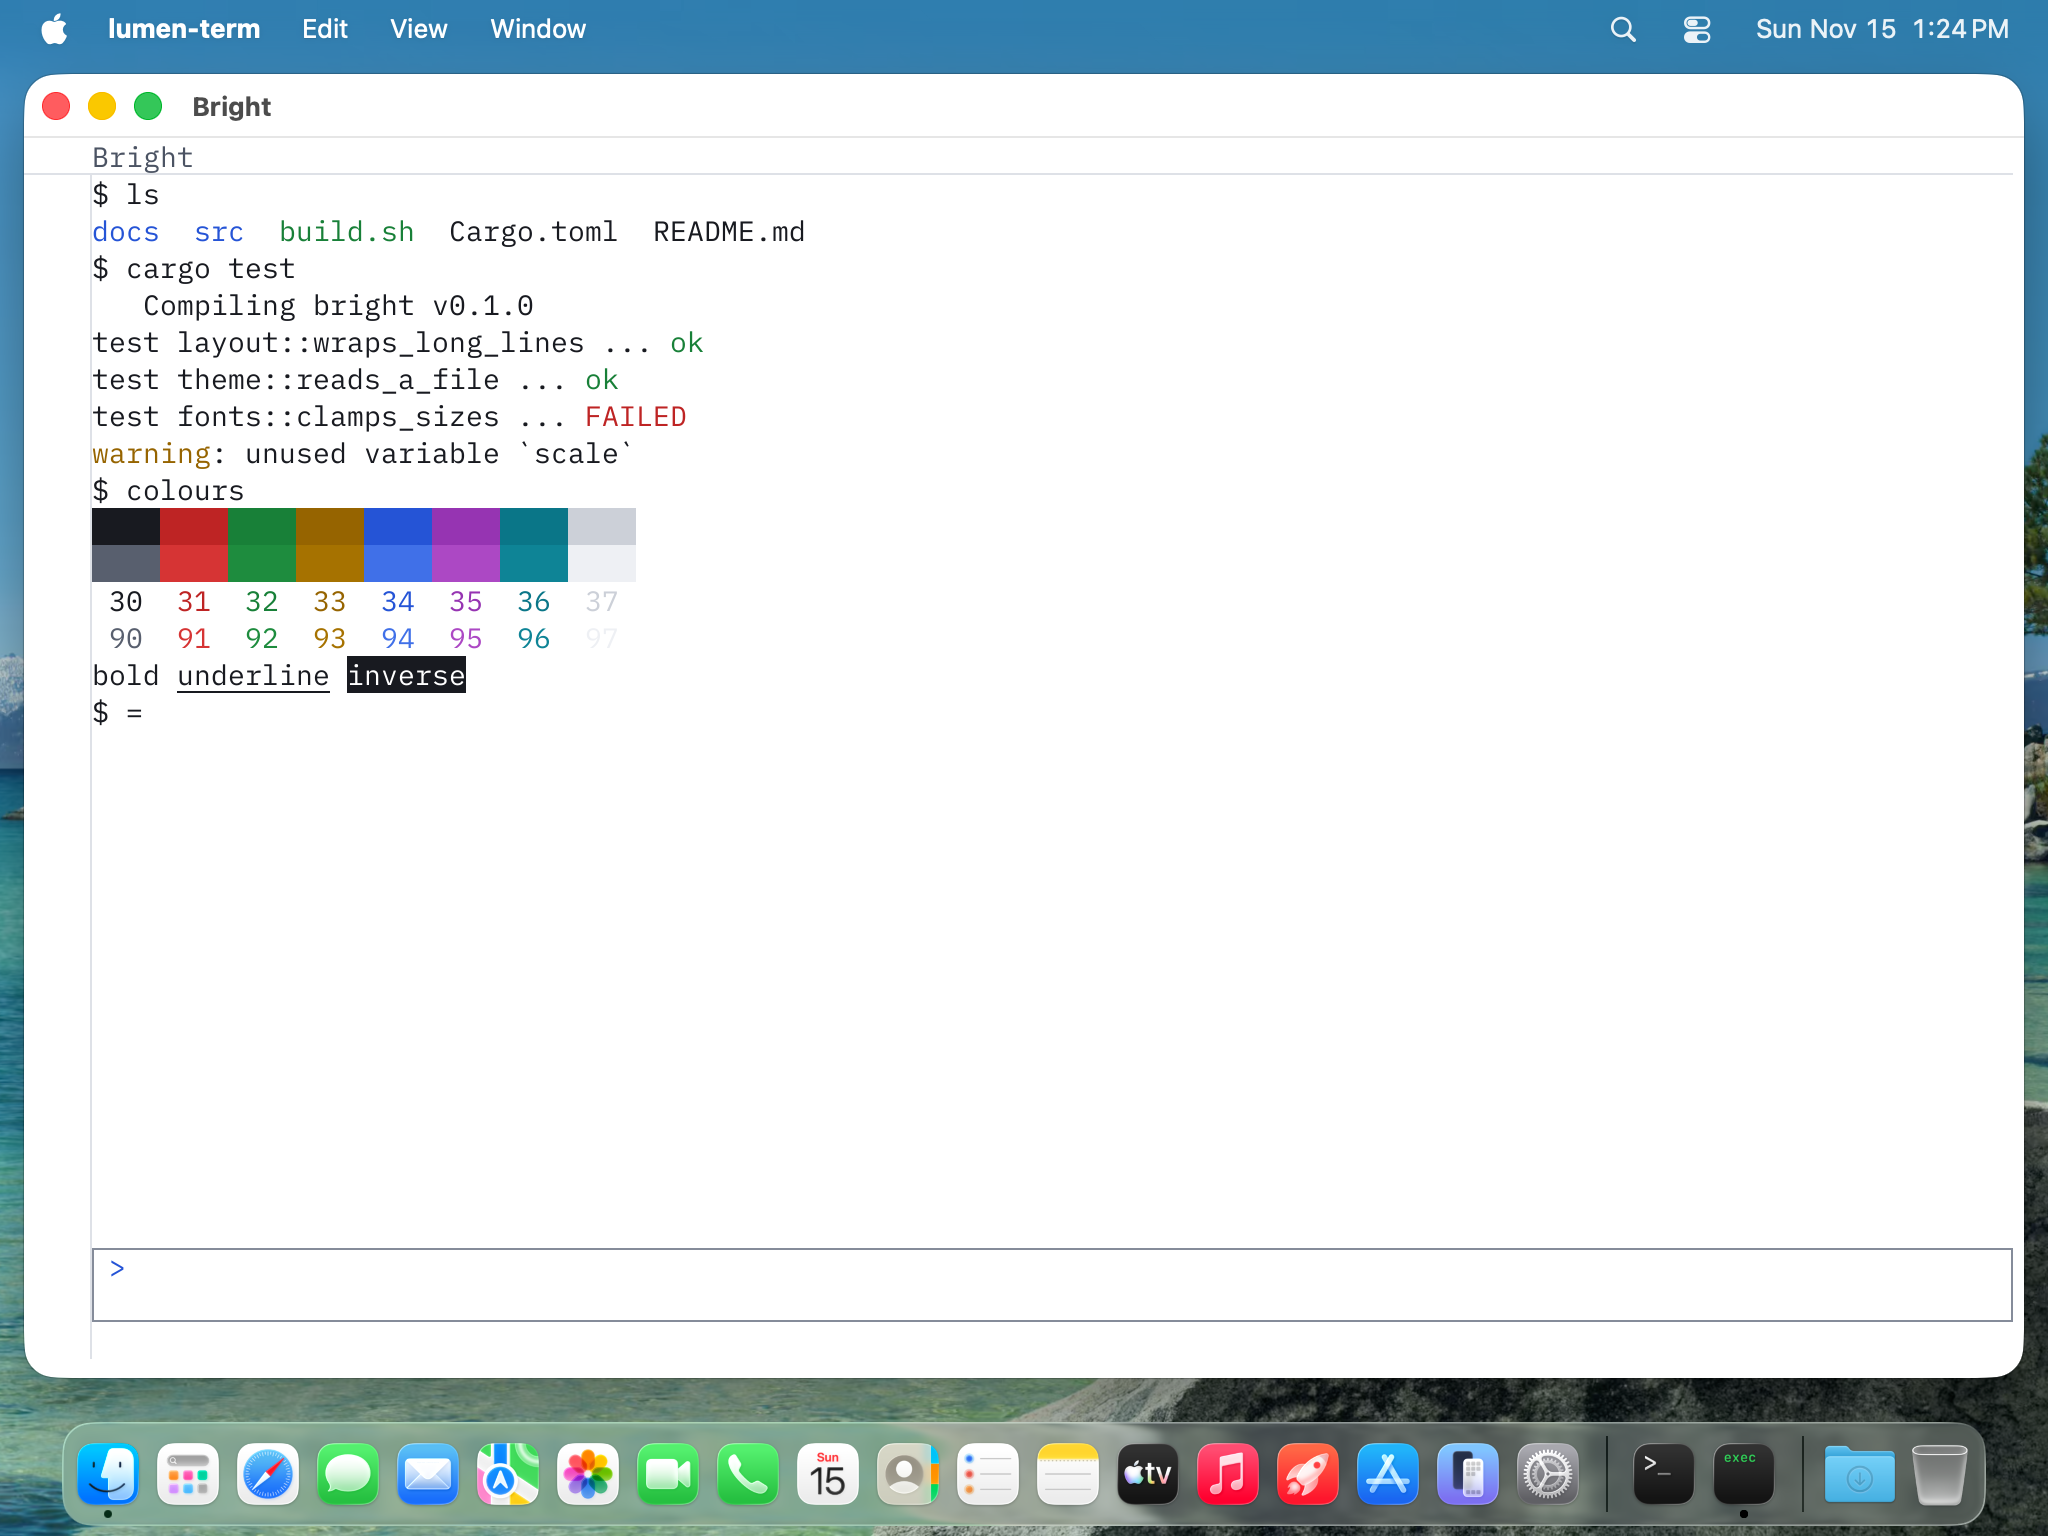 lumen-term Edit View Window Sun Nov 15 1:24 PM
Bright
Bright
$ ls
docs src build.sh Cargo.toml README.md
$ cargo test
Compiling bright v0.1.0
test layout::wraps_long_lines ... ok
test theme::reads_a_file ... ok
test fonts::clamps_sizes ... FAILED
warning: unused variable `scale`
$ colours
30 31 32 33 34 35 36 37
90 91 92 93 94 95 96 97
bold underline inverse
$ =
>
Sun
15
tv
>_
exec